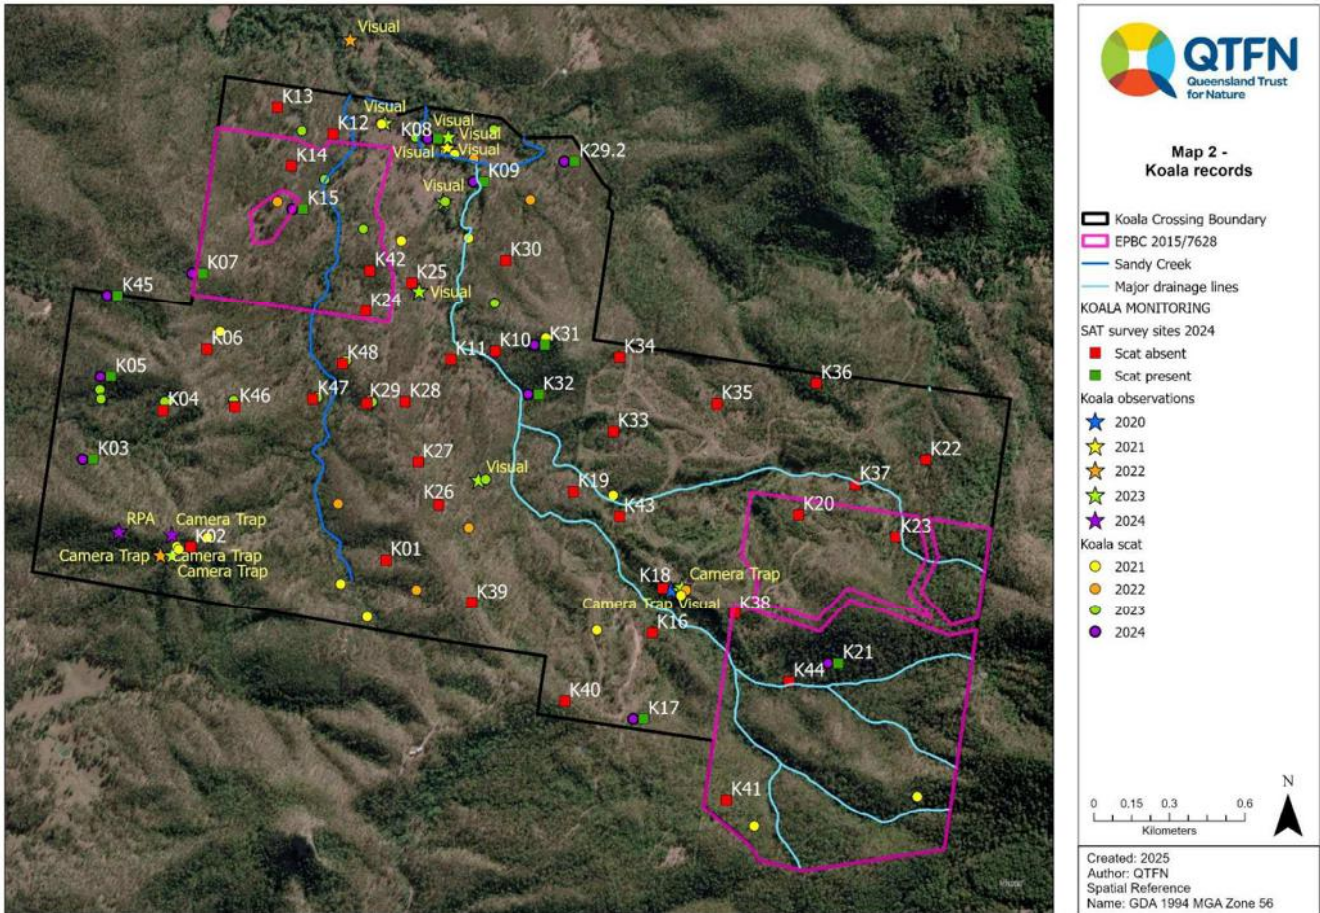 Visual
K13
Visual
K12
K08
Visual
Visual
Visual
Visual
K29.2
K14
K09
Visual
K15
K07
K42
K25
K30
Visual
K45
K24
K06
K48
K11
K10
K31
K34
K05
K36
K04
K46
K47
K29
K28
K32
K35
K33
K03
K27
Visual
K22
K26
K19
K37
K43
K20
K23
RPA
Camera Trap
K02
Camera Trap
Camera Trap
Camera Trap
K01
K18
Camera Trap
Camera Trap
Visual
K39
K38
K16
K21
K44
K40
K17
K41
QTFN
Queensland Trust
for Nature
Map 2 -
Koala records
Koala Crossing Boundary
EPBC 2015/7628
Sandy Creek
Major drainage lines
KOALA MONITORING
SAT survey sites 2024
Scat absent
Scat present
Koala observations
2020
2021
2022
2023
2024
Koala scat
2021
2022
2023
2024
N
0 0.15 0.3 0.6
Kilometers
Created: 2025
Author: QTFN
Spatial Reference
Name: GDA 1994 MGA Zone 56